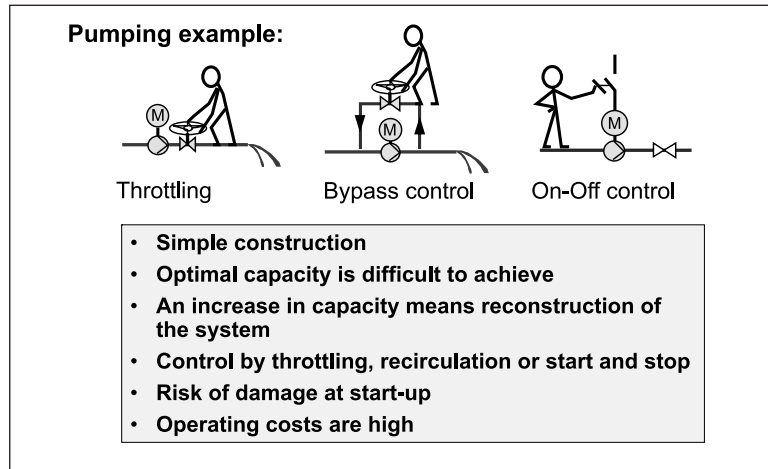 Pumping example:
M
M
M
Throttling
Bypass control
On-Off control
• Simple construction
• Optimal capacity is difficult to achieve
• An increase in capacity means reconstruction of
the system
• Control by throttling, recirculation or start and stop
• Risk of damage at start-up
• Operating costs are high